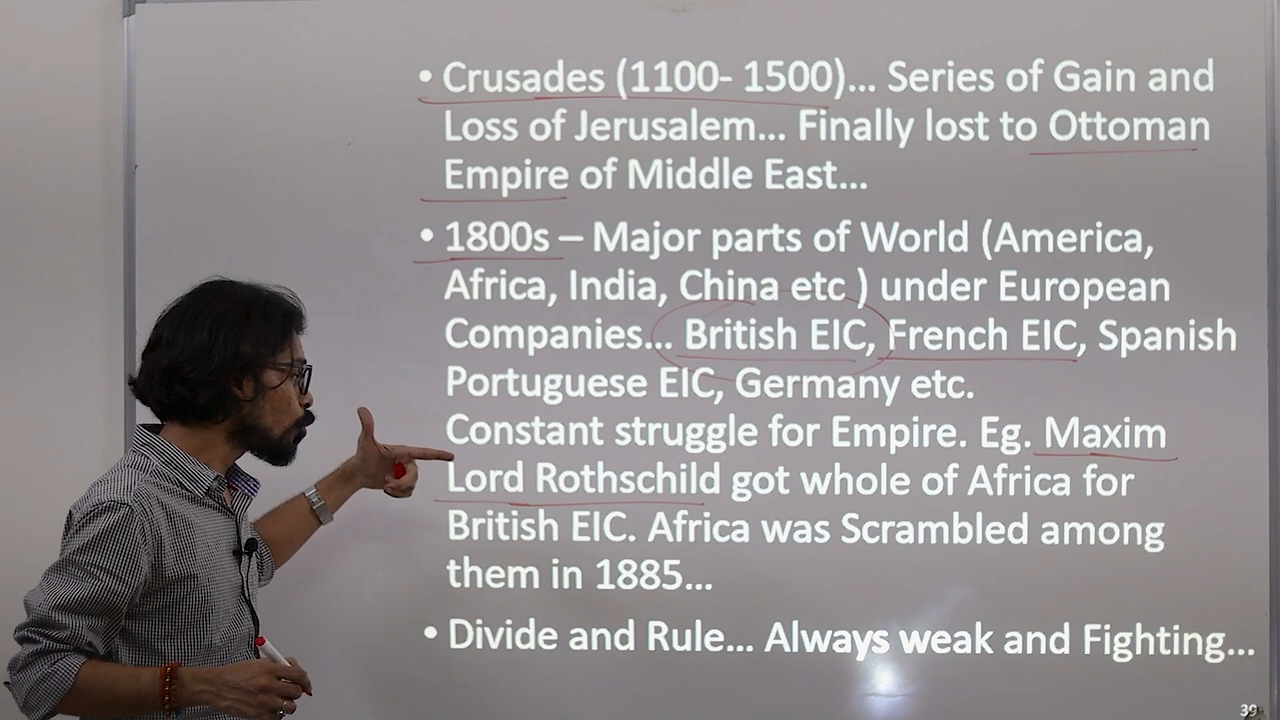 • Crusades (1100- 1500)... Series of Gain and
Loss of Jerusalem... Finally lost to Ottoman
Empire of Middle East...
• 1800s – Major parts of World (America,
Africa, India, China etc ) under European
Companies... British EIC, French EIC, Spanish
Portuguese EIC, Germany etc.
Constant struggle for Empire. Eg. Maxim
Lord Rothschild got whole of Africa for
British EIC. Africa was Scrambled among
them in 1885...
• Divide and Rule... Always weak and Fighting...
39